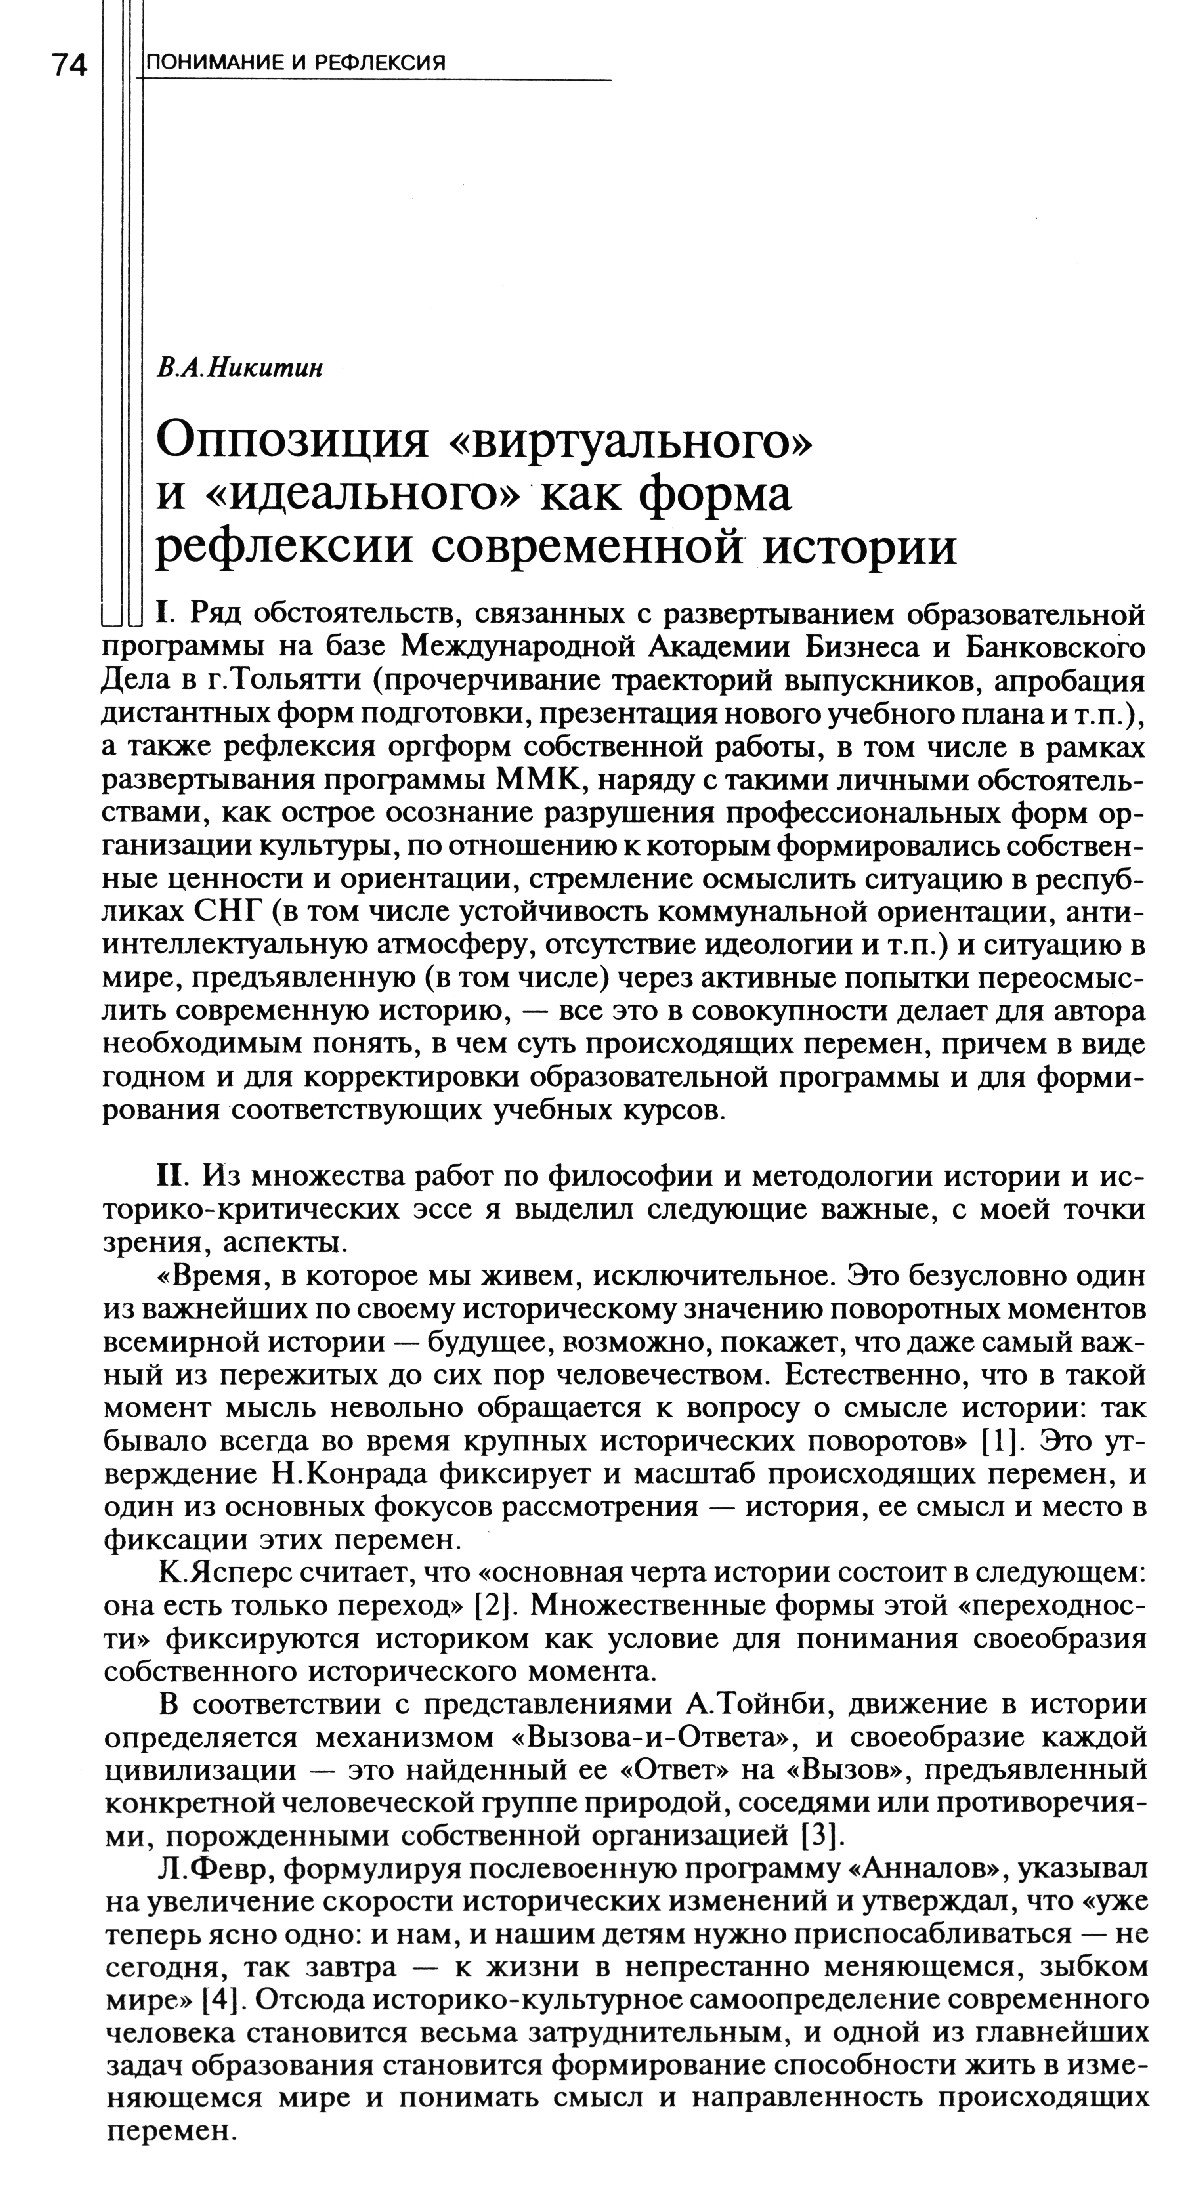 74
ПОНИМАНИЕ И РЕФЛЕКСИЯ
В.А.Никитин
Оппозиция «виртуального»
и «идеального» как форма
рефлексии современной истории
I. Ряд обстоятельств, связанных с развертыванием образовательной
программы на базе Международной Академии Бизнеса и Банковского
Дела в г.Тольятти (прочерчивание траекторий выпускников, апробация
дистантных форм подготовки, презентация нового учебного плана и т.п.),
а также рефлексия оргформ собственной работы, в том числе в рамках
развертывания программы ММК, наряду с такими личными обстоятель-
ствами, как острое осознание разрушения профессиональных форм ор-
ганизации культуры, по отношению к которым формировались собствен-
ные ценности и ориентации, стремление осмыслить ситуацию в респуб-
ликах СНГ (в том числе устойчивость коммунальной ориентации, анти-
интеллектуальную атмосферу, отсутствие идеологии и т.п.) и ситуацию в
мире, предъявленную (в том числе) через активные попытки переосмыс-
лить современную историю, — все это в совокупности делает для автора
необходимым понять, в чем суть происходящих перемен, причем в виде
годном и для корректировки образовательной программы и для форми-
рования соответствующих учебных курсов.
II. Из множества работ по философии и методологии истории и ис-
торико-критических эссе я выделил следующие важные, с моей точки
зрения, аспекты.
«Время, в которое мы живем, исключительное. Это безусловно один
из важнейших по своему историческому значению поворотных моментов
всемирной истории — будущее, возможно, покажет, что даже самый важ-
ный из пережитых до сих пор человечеством. Естественно, что в такой
момент мысль невольно обращается к вопросу о смысле истории: так
бывало всегда во время крупных исторических поворотов» [1]. Это ут-
верждение Н.Конрада фиксирует и масштаб происходящих перемен, и
один из основных фокусов рассмотрения — история, ее смысл и место в
фиксации этих перемен.
К.Ясперс считает, что «основная черта истории состоит в следующем:
она есть только переход» [2]. Множественные формы этой «переходнос-
ти» фиксируются историком как условие для понимания своеобразия
собственного исторического момента.
В соответствии с представлениями А.Тойнби, движение в истории
определяется механизмом «Вызова-и-Ответа», и своеобразие каждой
цивилизации — это найденный ее «Ответ» на «Вызов», предъявленный
конкретной человеческой группе природой, соседями или противоречия-
ми, порожденными собственной организацией [3].
Л.Февр, формулируя послевоенную программу «Анналов», указывал
на увеличение скорости исторических изменений и утверждал, что «уже
теперь ясно одно: и нам, и нашим детям нужно приспосабливаться — не
сегодня, так завтра — к жизни в непрестанно меняющемся, зыбком
мире» [4]. Отсюда историко-культурное самоопределение современного
человека становится весьма затруднительным, и одной из главнейших
задач образования становится формирование способности жить в изме-
няющемся мире и понимать смысл и направленность происходящих
перемен.